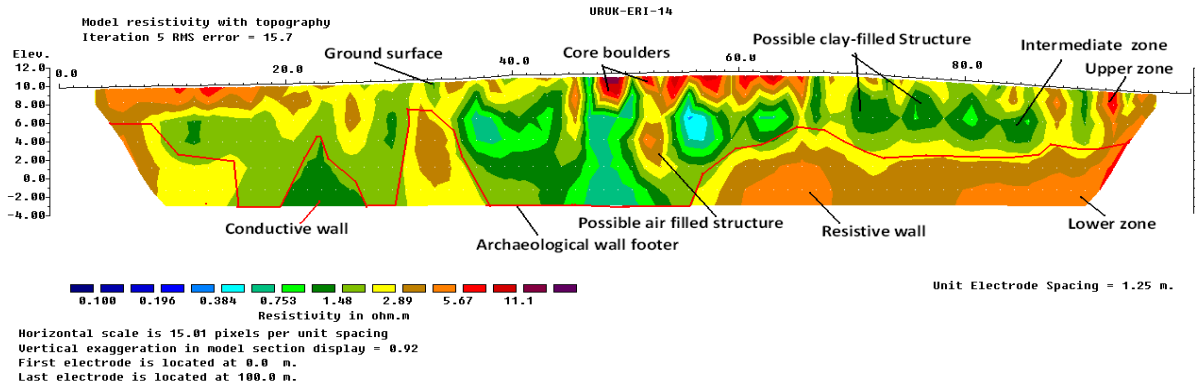 URUK-ERI-14
Model resistivity with topography
Iteration 5 RMS error = 15.7
Ground surface
Core boulders
Possible clay-filled Structure
Intermediate zone
Upper zone
Elev.
12.0
10.0
8.00
6.00
4.00
2.00
0.0
-2.00
-4.00
0.0
20.0
40.0
60.0
80.0
Conductive wall
Archaeological wall footer
Possible air filled structure
Resistive wall
Lower zone
0.100 0.196 0.384 0.753 1.48 2.89 5.67 11.1
Resistivity in ohm.m
Unit Electrode Spacing = 1.25 m.
Horizontal scale is 15.01 pixels per unit spacing
Vertical exaggeration in model section display = 0.92
First electrode is located at 0.0 m.
Last electrode is located at 100.0 m.